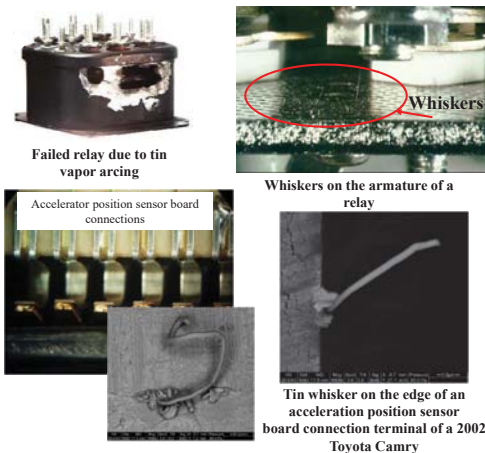 Failed relay due to tin
vapor arcing
Whiskers
Whiskers on the armature of a
relay
Accelerator position sensor board
connections
Tin whisker on the edge of an
acceleration position sensor
board connection terminal of a 2002
Toyota Camry